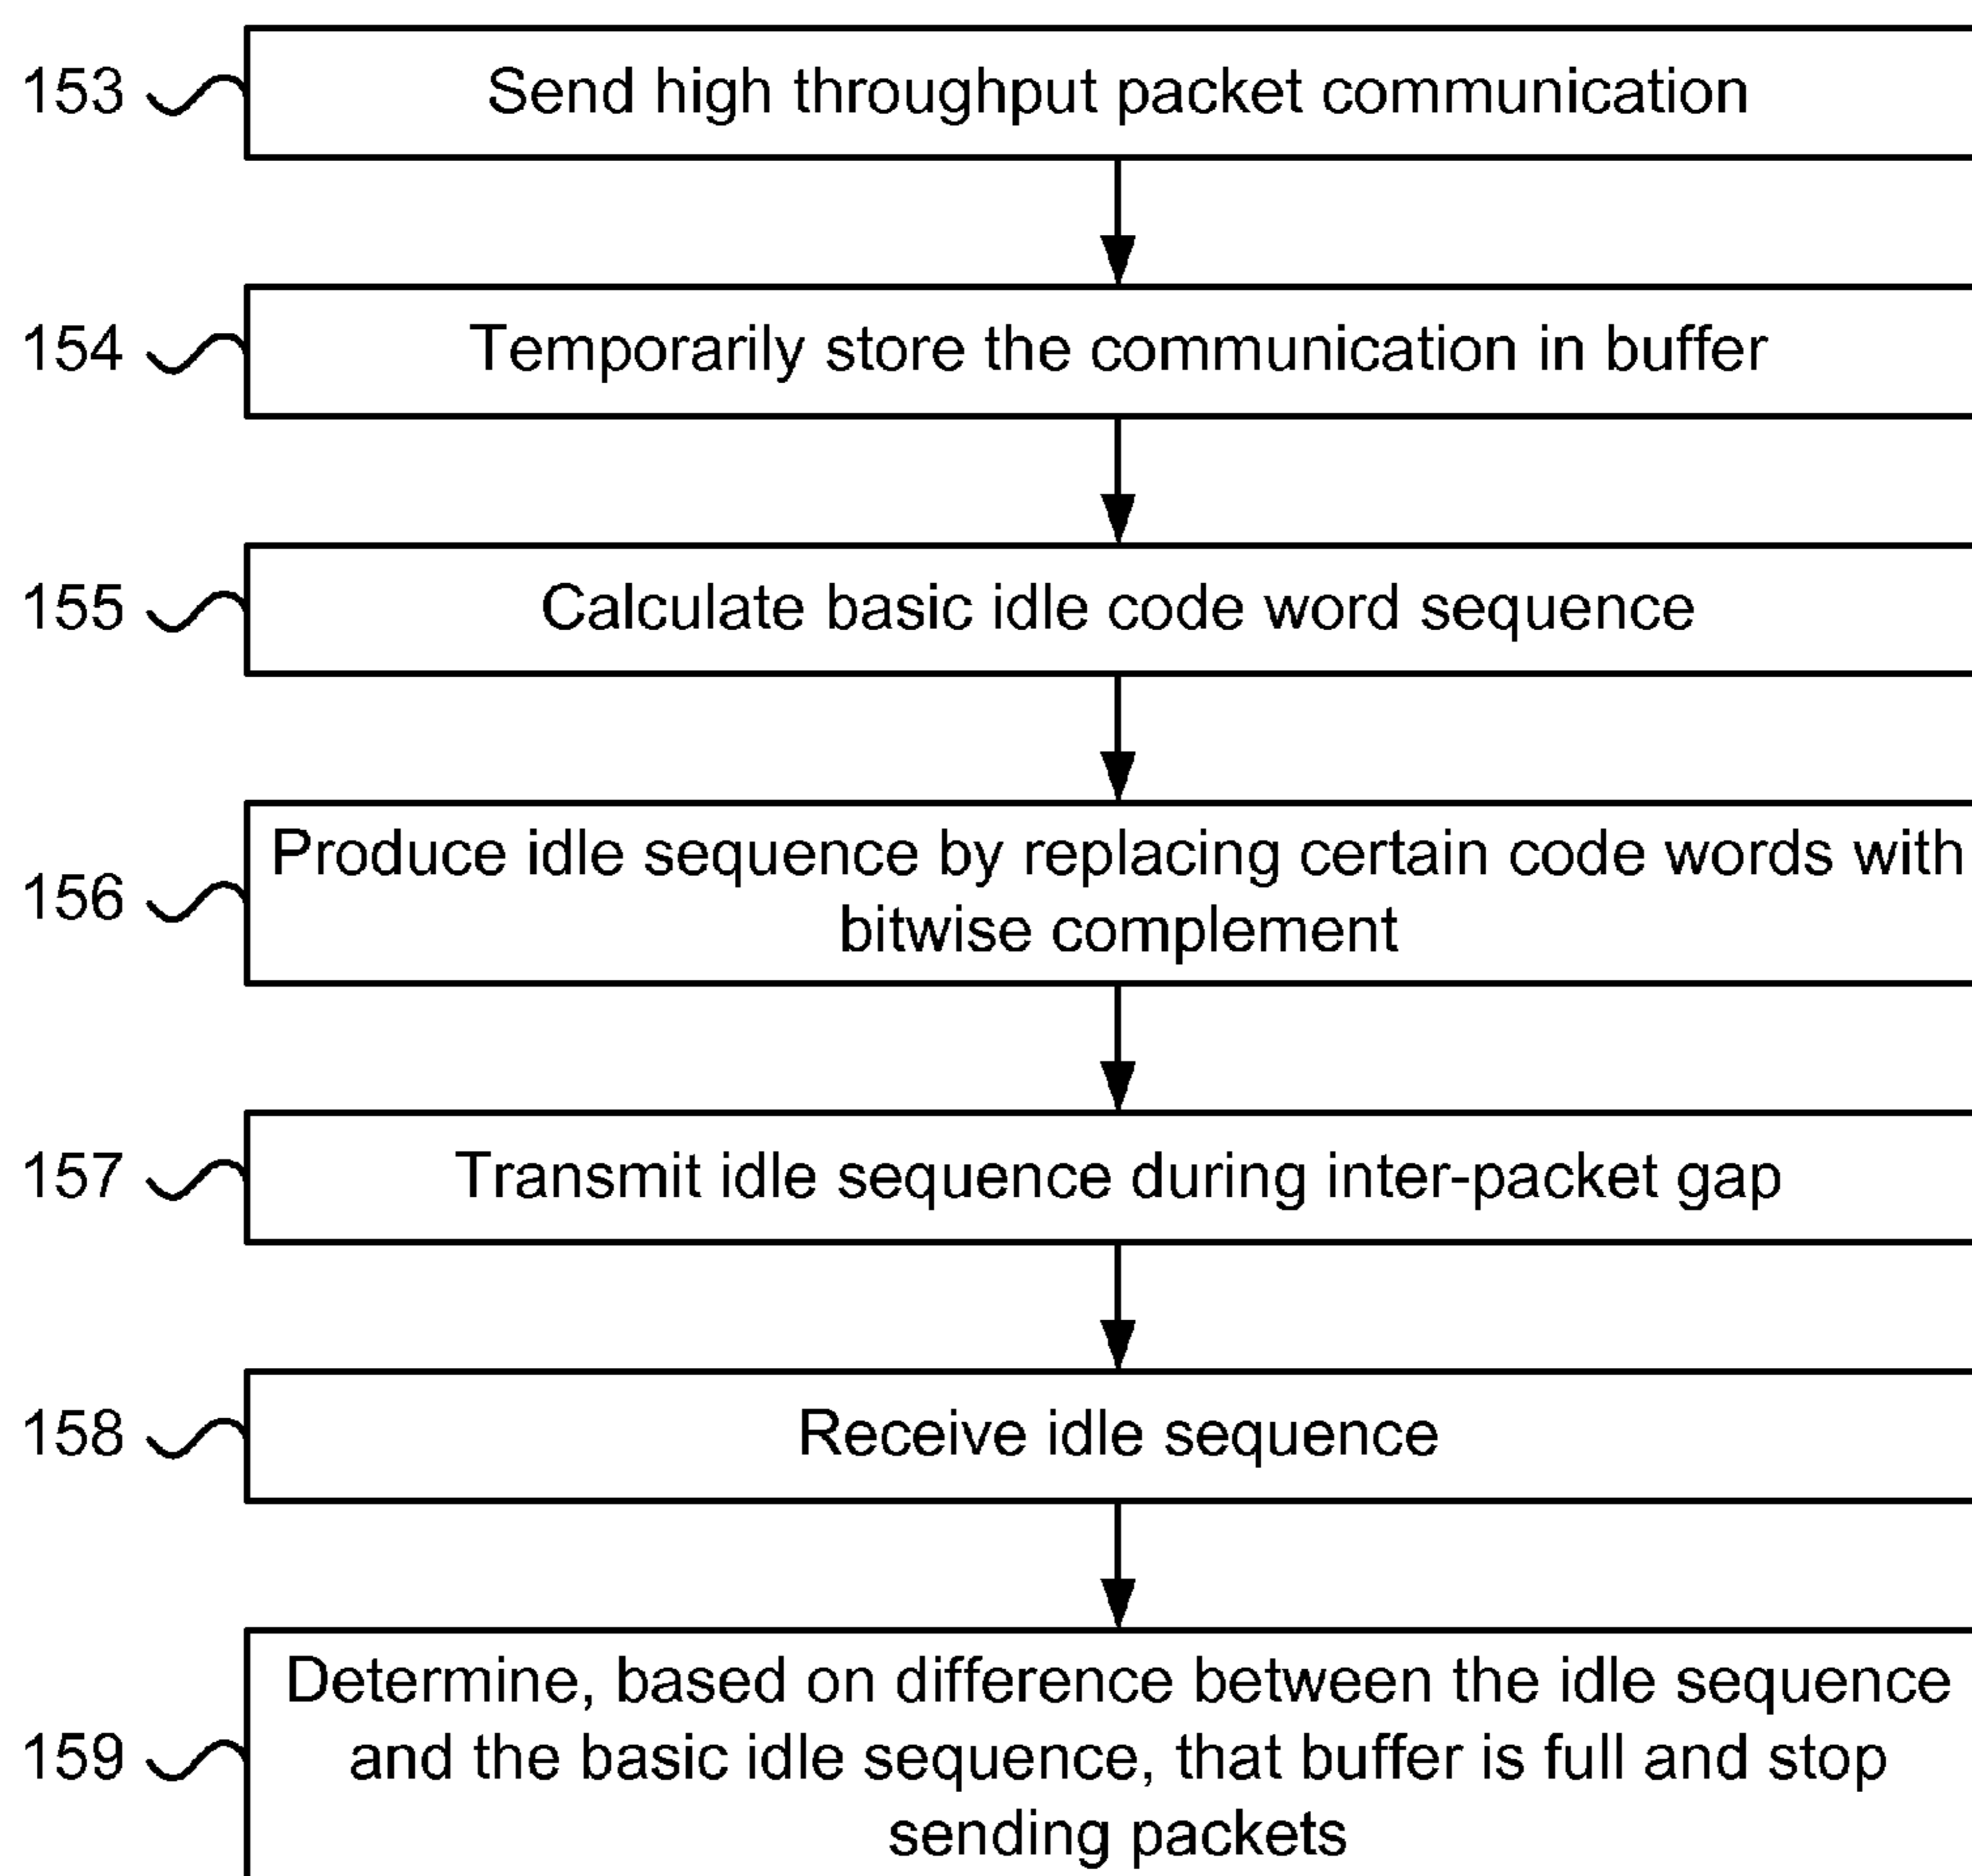 153 Send high throughput packet communication
154 Temporarily store the communication in buffer
155 Calculate basic idle code word sequence
Produce idle sequence by replacing certain code words with
156 bitwise complement
157 Transmit idle sequence during inter-packet gap
158 Receive idle sequence
Determine, based on difference between the idle sequence
159 and the basic idle sequence, that buffer is full and stop
sending packets